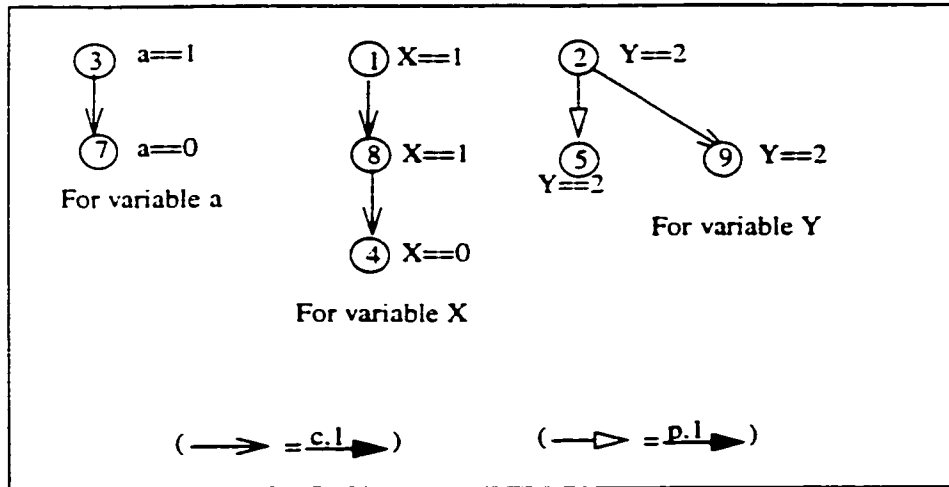 3 a==1 1 X==1 2 Y==2
7 a==0 8 X==1 5 9 Y==2
Y==2
For variable a
For variable Y
4 X==0
For variable X
( = c.1 ) ( = p.1 )